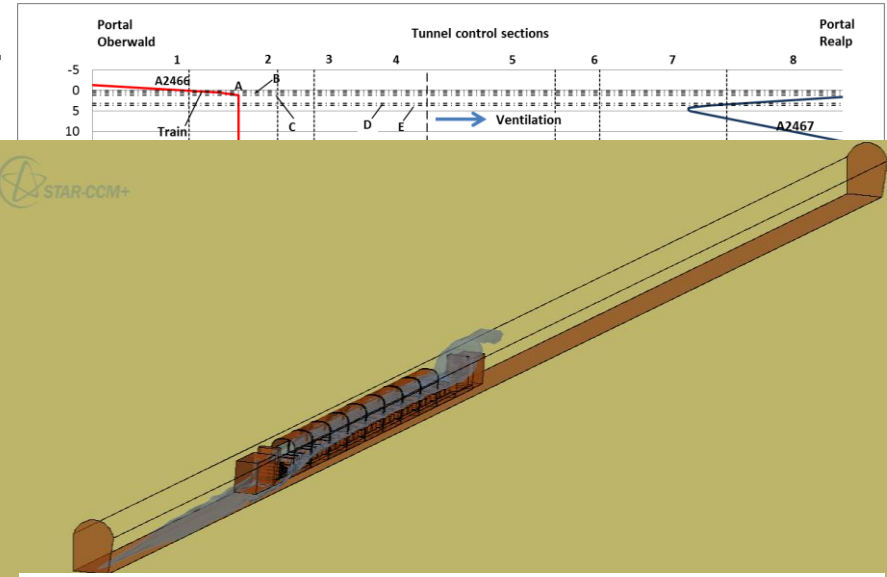 Portal
Oberwald
Tunnel control sections
Portal
Realp
1 2 3 4 5 6 7 8
-5
A2466 A B
0
5
Train C D E Ventilation A2467
10
STAR-CCM+